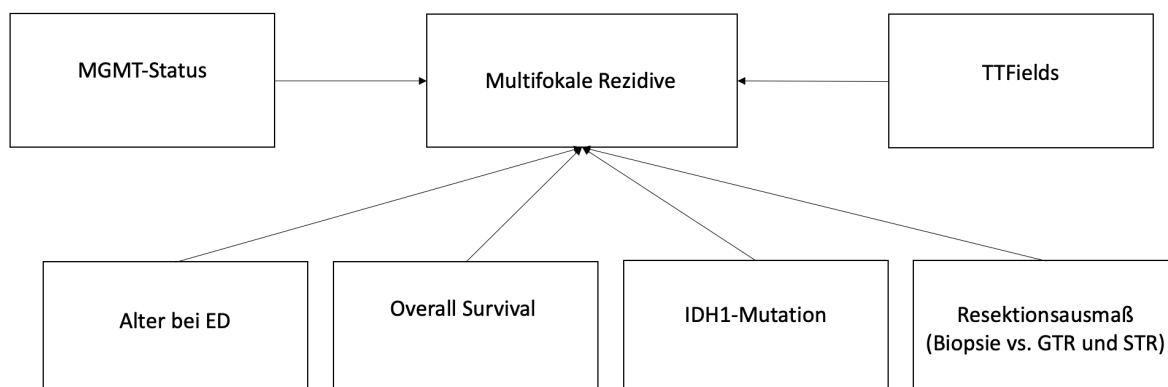 MGMT-Status
Multifokale Rezidive
TTFields
Alter bei ED
Overall Survival
IDH1-Mutation
Resektionsausmaß
(Biopsie vs. GTR und STR)